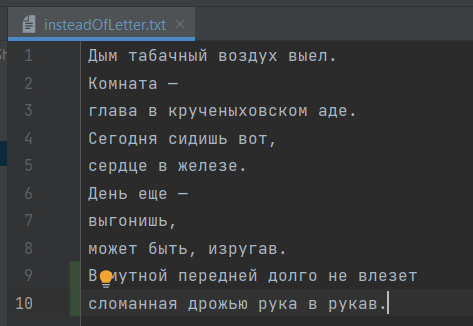 insteadOfLetter.txt
1 Дым табачный воздух выел.
2 Комната —
3 глава в крученыховском аде.
4 Сегодня сидишь вот,
5 сердце в железе.
6 День еще —
7 выгонишь,
8 может быть, изругав.
9 В мутной передней долго не влезет
10 сломанная дрожью рука в рукав.